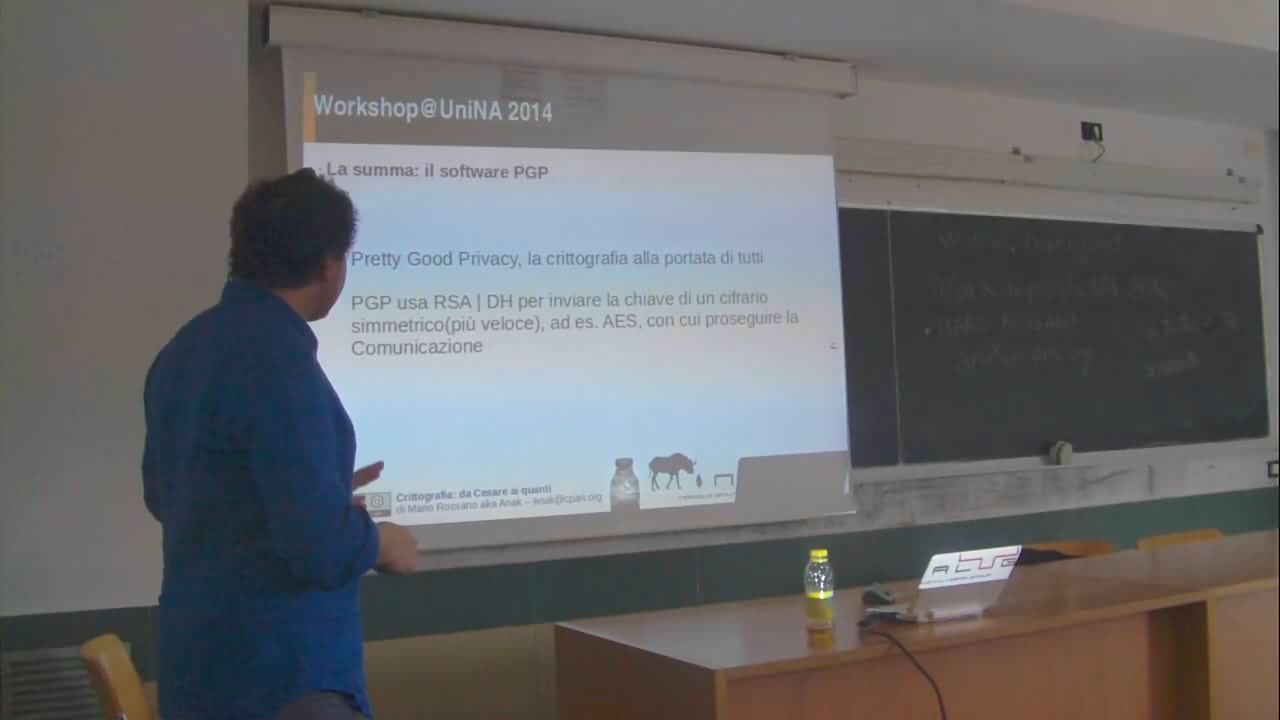 Workshop@UniNA 2014
La summa: il software PGP
Pretty Good Privacy, la crittografia alla portata di tutti
PGP usa RSA | DH per inviare la chiave di un cifrario
simmetrico(più veloce), ad es. AES, con cui proseguire la
Comunicazione
Crittografia: da Cesare ai quanti
di Mario Rossano aka Anak – anak@cpan.org